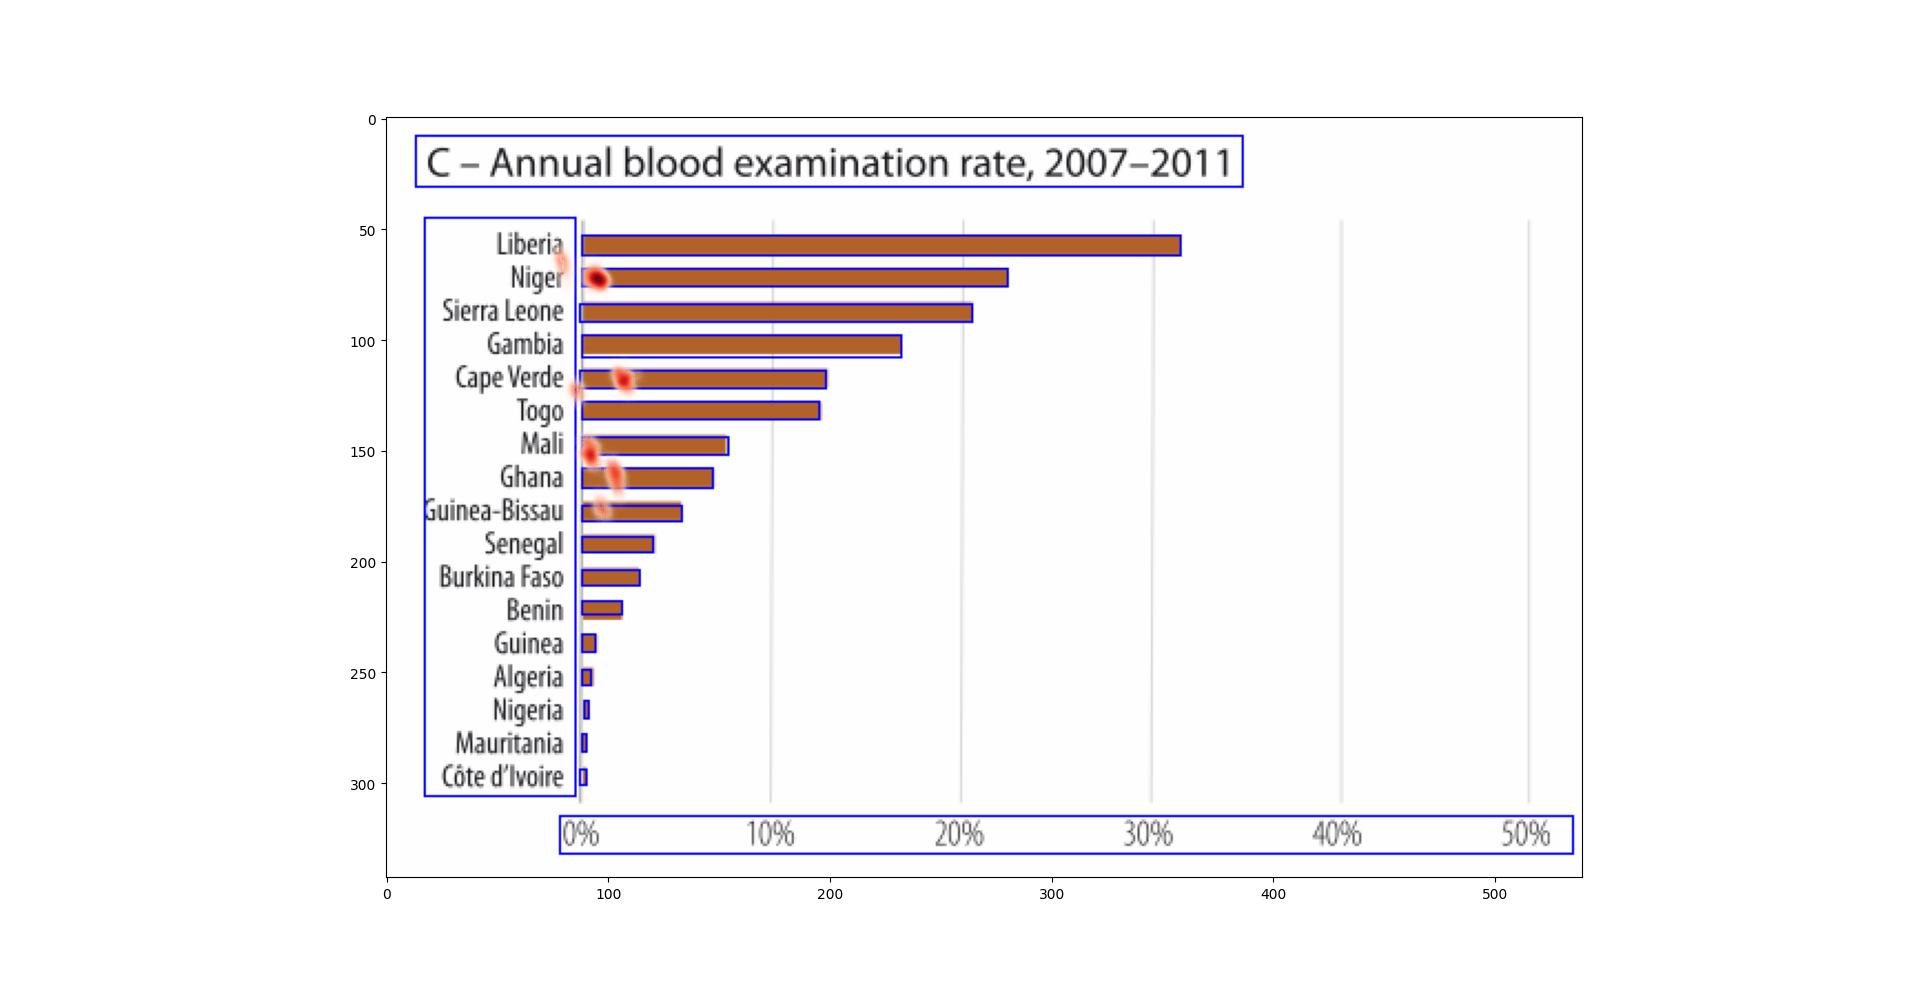 C – Annual blood examination rate, 2007–2011
Liberia
Niger
Sierra Leone
Gambia
Cape Verde
Togo
Mali
Ghana
Guinea-Bissau
Senegal
Burkina Faso
Benin
Guinea
Algeria
Nigeria
Mauritania
Côte d’Ivoire
0% 10% 20% 30% 40% 50%
0
50
100
150
200
250
300
0 100 200 300 400 500